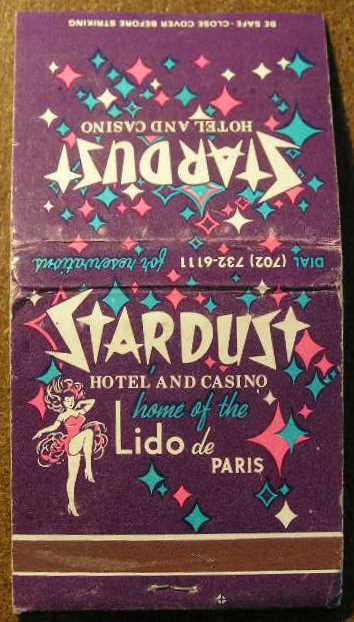 BE SAFE - CLOSE COVER BEFORE STRIKING
STARDUST
HOTEL AND CASINO
for reservations
DIAL (702) 732-6111
STARDUST
HOTEL AND CASINO
home of the
Lido de
PARIS